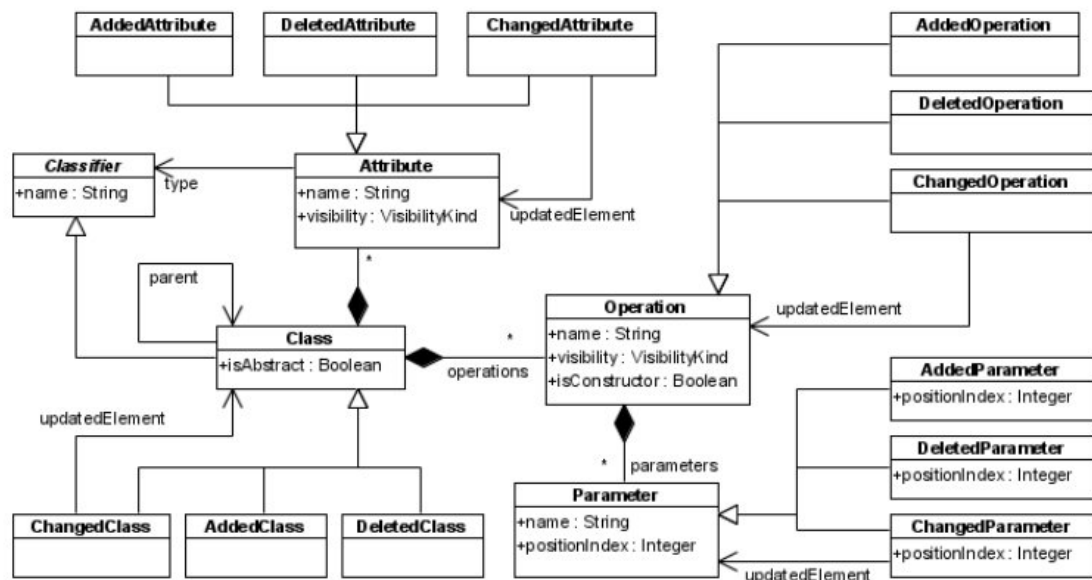 AddedAttribute
DeletedAttribute
ChangedAttribute
AddedOperation
DeletedOperation
ChangedOperation
Classifier
+name : String
type
Attribute
+name : String
+visibility : VisibilityKind
updatedElement
*
parent
Class
+isAbstract : Boolean
*
operations
Operation
+name : String
+visibility : VisibilityKind
+isConstructor : Boolean
updatedElement
updatedElement
ChangedClass
AddedClass
DeletedClass
* parameters
Parameter
+name : String
+positionIndex : Integer
AddedParameter
+positionIndex : Integer
DeletedParameter
+positionIndex : Integer
ChangedParameter
+positionIndex : Integer
updatedElement